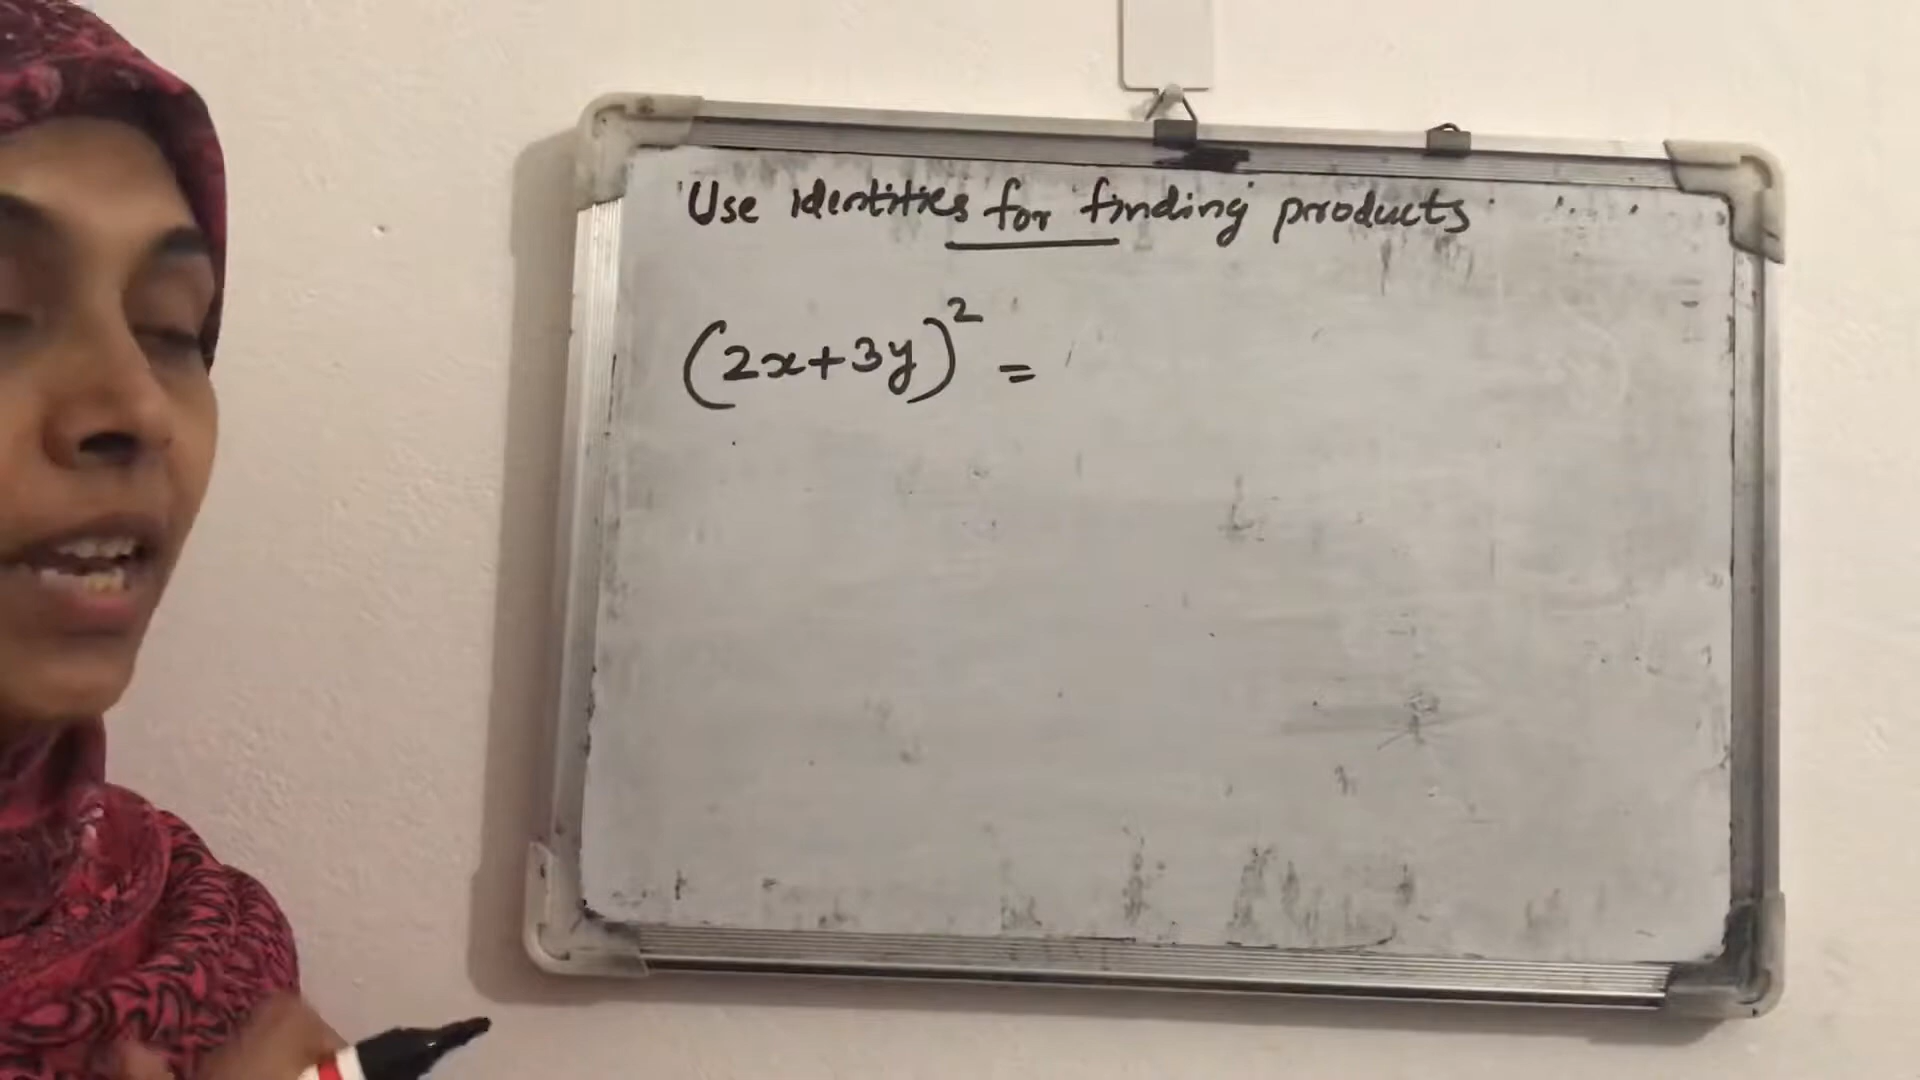 Use identities for finding products
(2x+3y)² =